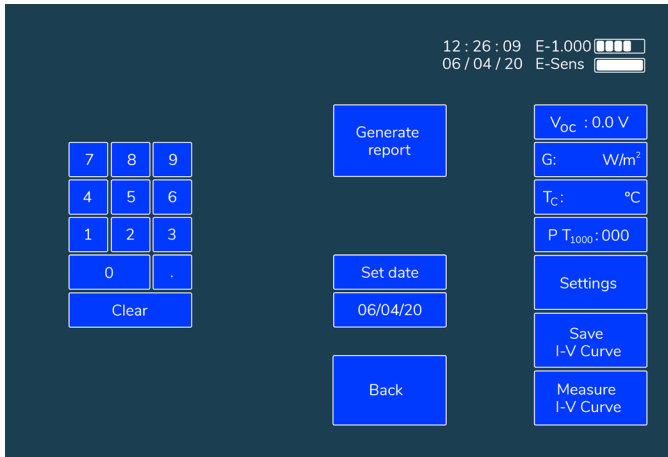 12 : 26 : 09 E-1.000
06 / 04 / 20 E-Sens
7 8 9
4 5 6
1 2 3
0 .
Clear
Generate
report
Set date
06/04/20
Back
Voc : 0.0 V
G: W/m²
Tc : ºC
P T1000 : 000
Settings
Save
I-V Curve
Measure
I-V Curve